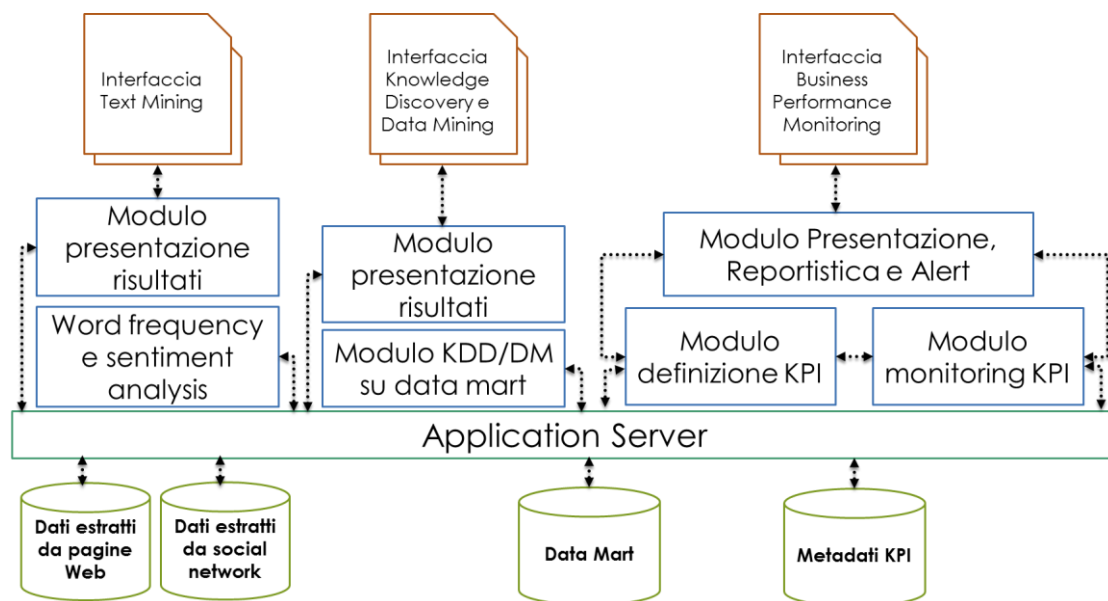 Interfaccia
Text Mining
Interfaccia
Knowledge
Discovery e
Data Mining
Interfaccia
Business
Performance
Monitoring
Modulo
presentazione
risultati
Word frequency
e sentiment
analysis
Modulo
presentazione
risultati
Modulo KDD/DM
su data mart
Modulo Presentazione,
Reportistica e Alert
Modulo
definizione KPI
Modulo
monitoring KPI
Application Server
Dati estratti
da pagine
Web
Dati estratti
da social
network
Data Mart
Metadati KPI